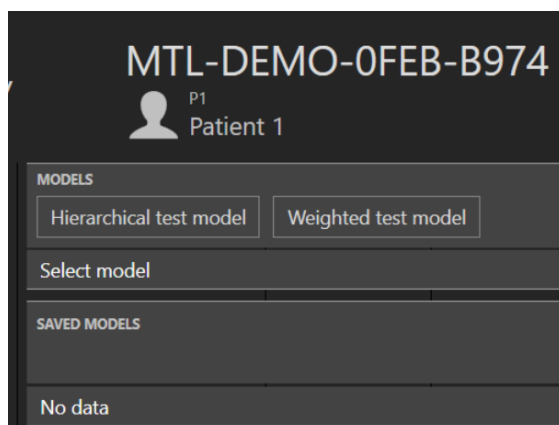 MTL-DEMO-0FEB-B974
P1
Patient 1
MODELS
Hierarchical test model Weighted test model
Select model
SAVED MODELS
No data